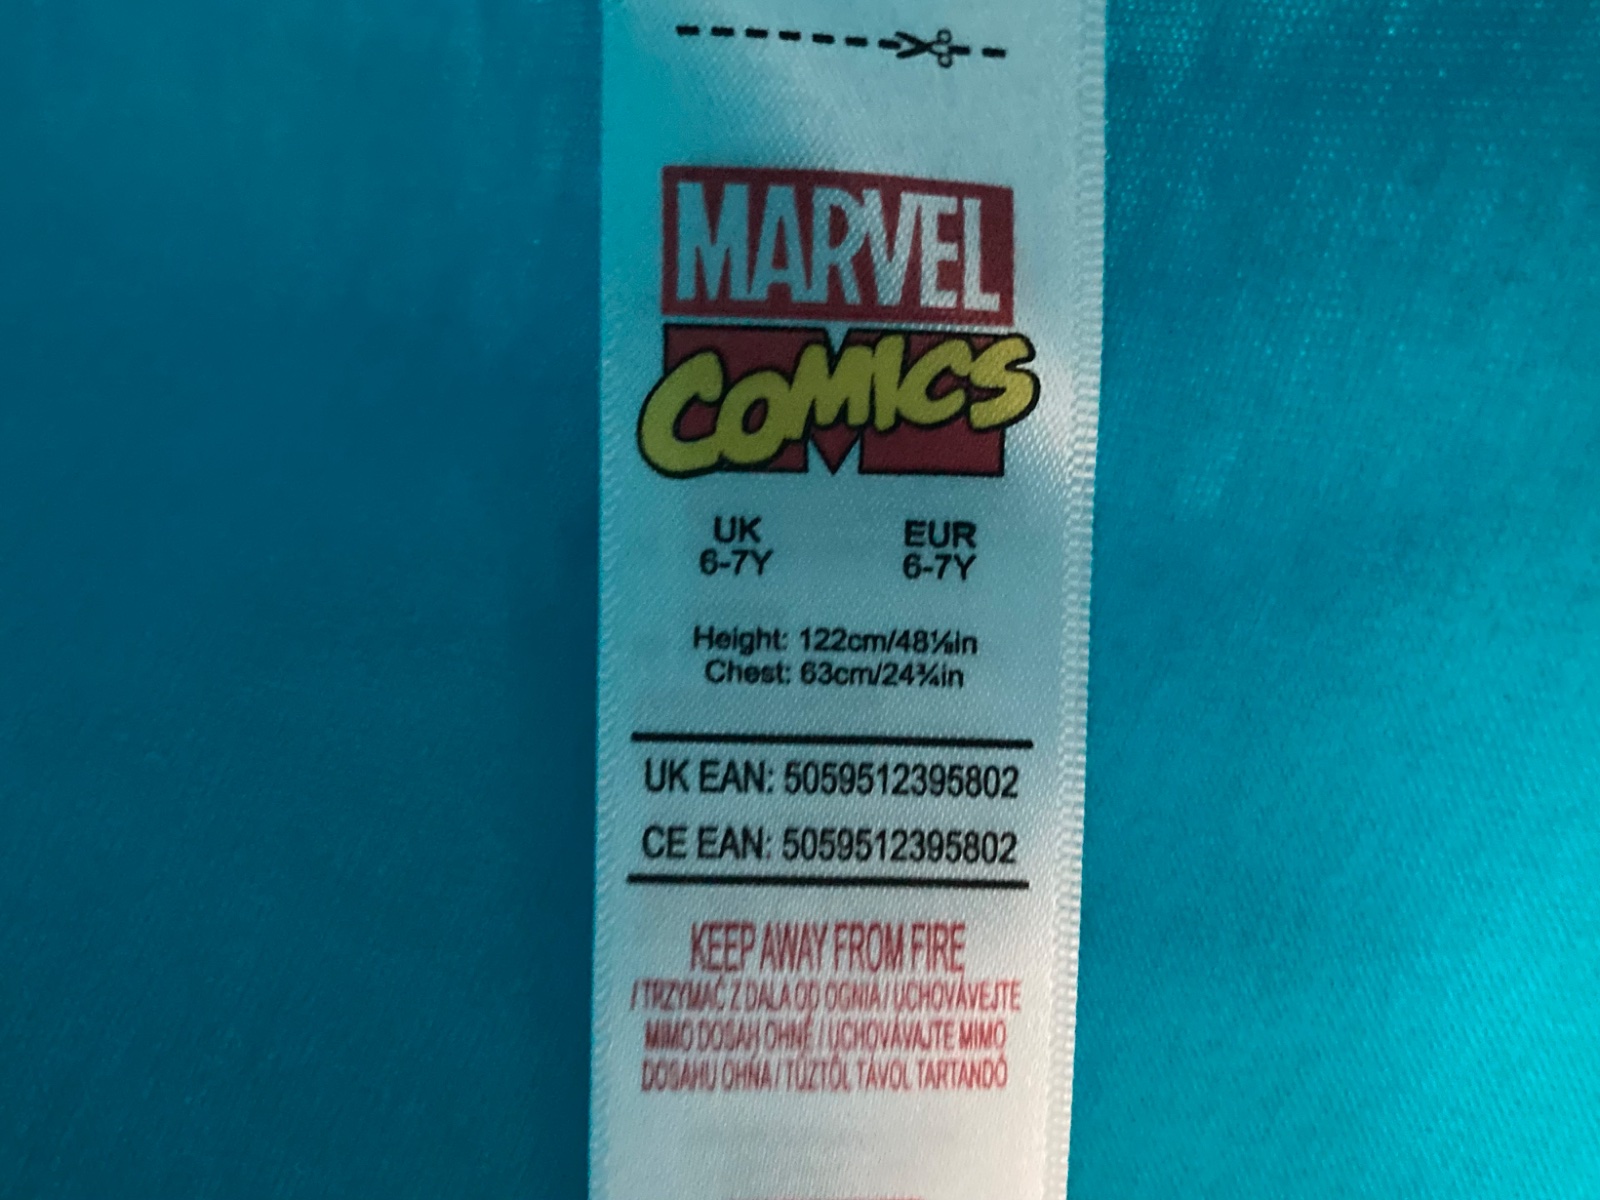 MARVEL
COMICS
UK EUR
6-7Y 6-7Y
Height: 122cm/48⅛in
Chest: 63cm/24¾in
UK EAN: 5059512395802
CE EAN: 5059512395802
KEEP AWAY FROM FIRE
/ TRZYMAĆ Z DALA OD OGNIA / UCHOVÁVEJTE
MIMO DOSAH OHNĚ / UCHOVÁVAJTE MIMO
DOSAHU OHŇA / TŰZTŐL TÁVOL TARTANDÓ